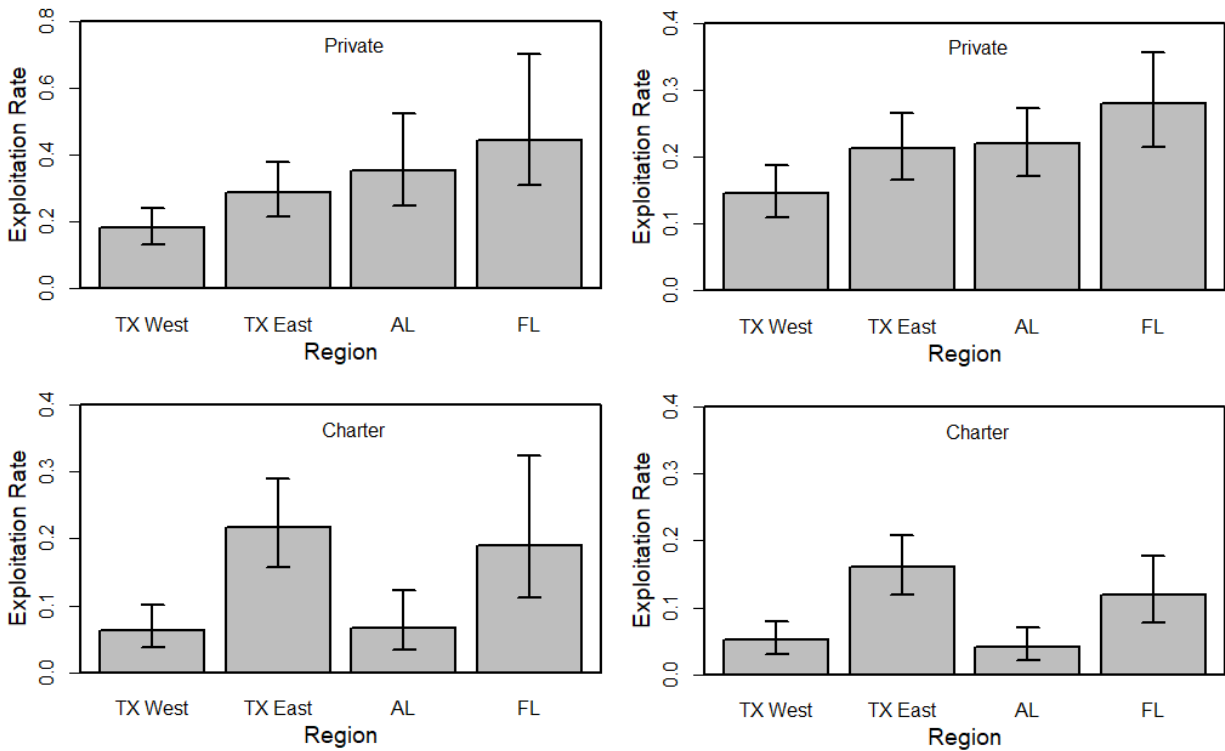 Private
Exploitation Rate
0.0 0.2 0.4 0.6 0.8
TX West TX East AL FL
Region
Private
Exploitation Rate
0.0 0.1 0.2 0.3 0.4
TX West TX East AL FL
Region
Charter
Exploitation Rate
0.0 0.1 0.2 0.3 0.4
TX West TX East AL FL
Region
Charter
Exploitation Rate
0.0 0.1 0.2 0.3 0.4
TX West TX East AL FL
Region